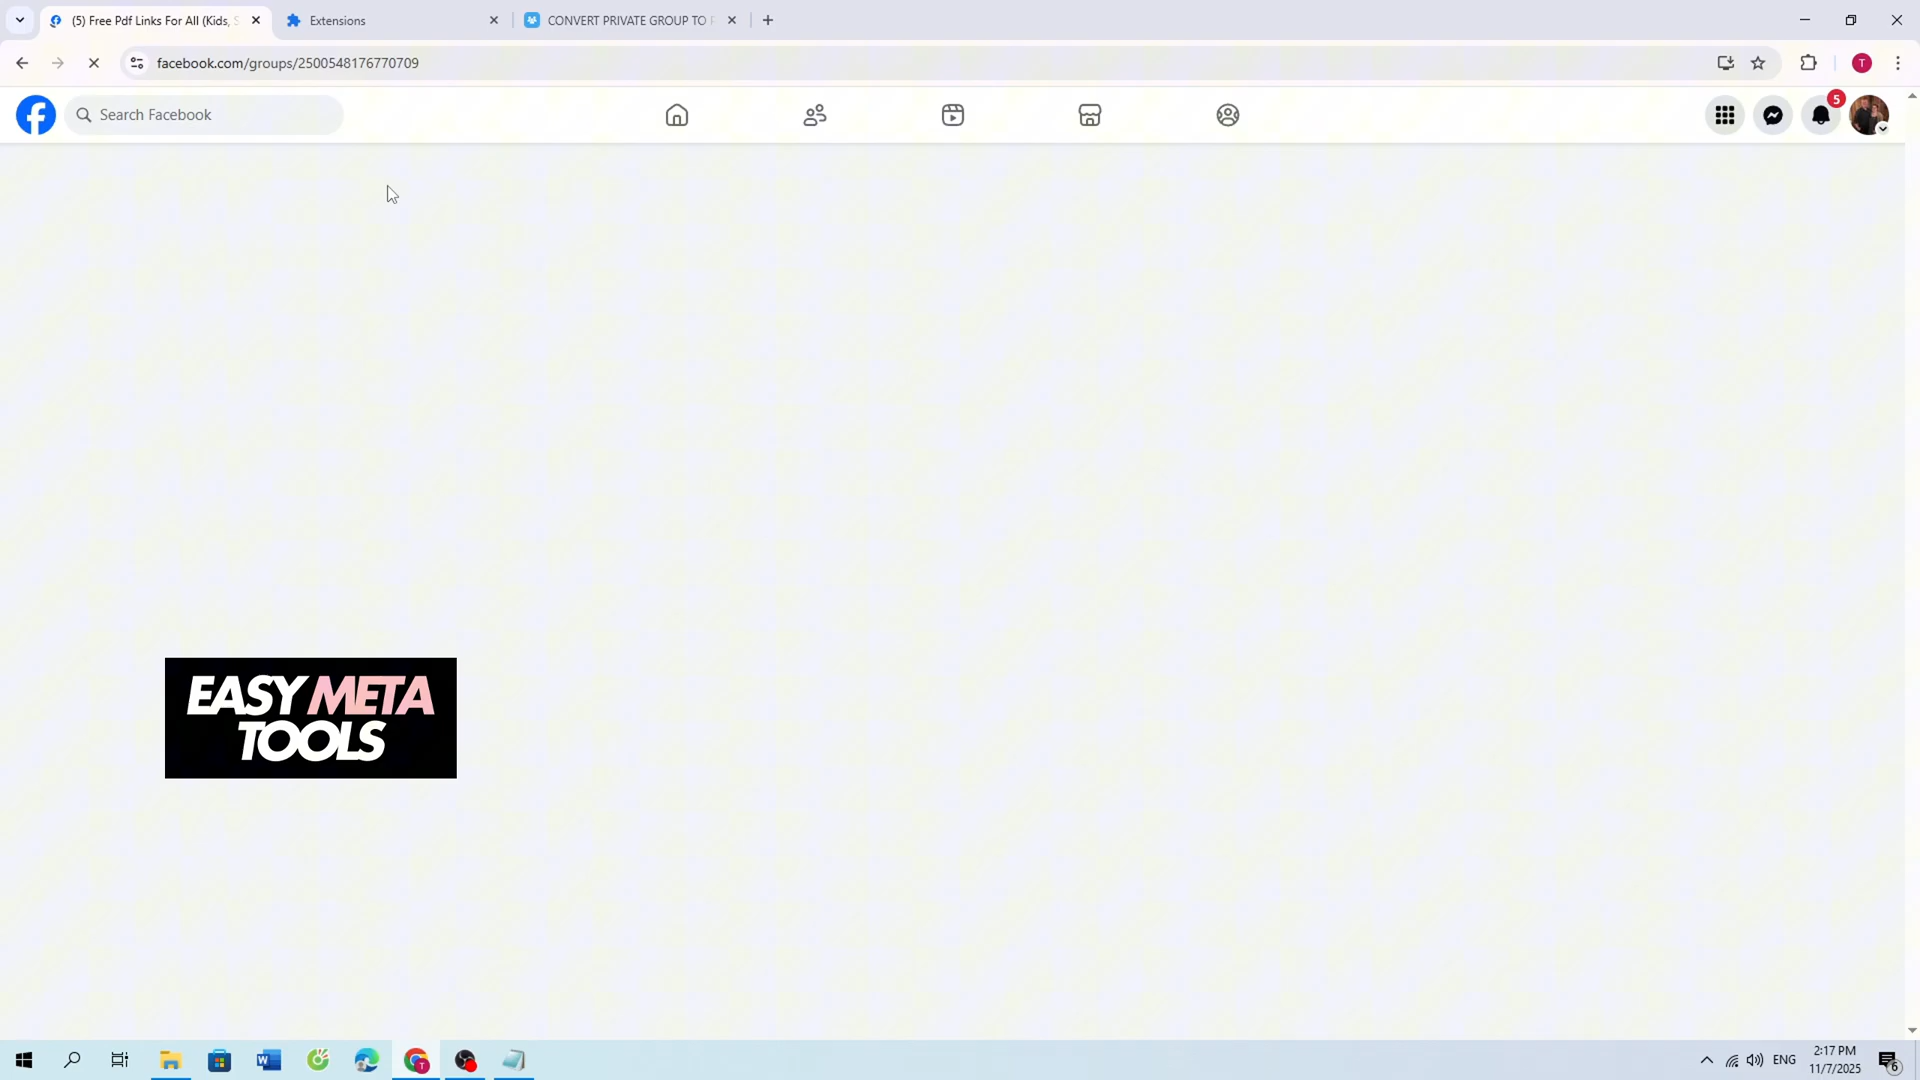 (5) Free Pdf Links For All (Kids, S
Extensions
CONVERT PRIVATE GROUP TO
facebook.com/groups/2500548176770709
T
Search Facebook
5
EASY META
TOOLS
ENG
2:17 PM
11/7/2025
6